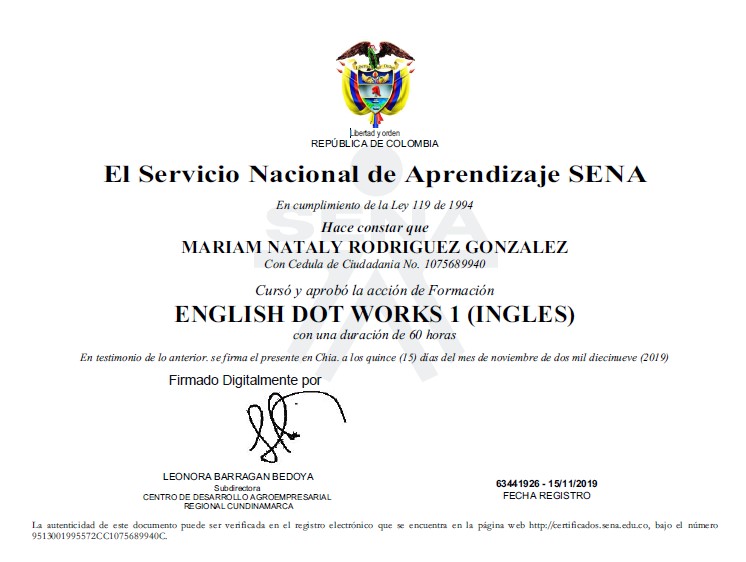 Libertad y orden
REPÚBLICA DE COLOMBIA
El Servicio Nacional de Aprendizaje SENA
En cumplimiento de la Ley 119 de 1994
SENA
Hace constar que
MARIAM NATALY RODRIGUEZ GONZALEZ
Con Cedula de Ciudadania No. 1075689940
Cursó y aprobó la acción de Formación
ENGLISH DOT WORKS 1 (INGLES)
con una duración de 60 horas
En testimonio de lo anterior. se firma el presente en Chia. a los quince (15) días del mes de noviembre de dos mil diecinueve (2019)
Firmado Digitalmente por
LEONORA BARRAGAN BEDOYA
Subdirectora
CENTRO DE DESARROLLO AGROEMPRESARIAL
REGIONAL CUNDINAMARCA
63441926 - 15/11/2019
FECHA REGISTRO
La autenticidad de este documento puede ser verificada en el registro electrónico que se encuentra en la página web http://certificados.sena.edu.co, bajo el número
9513001995572CC1075689940C.